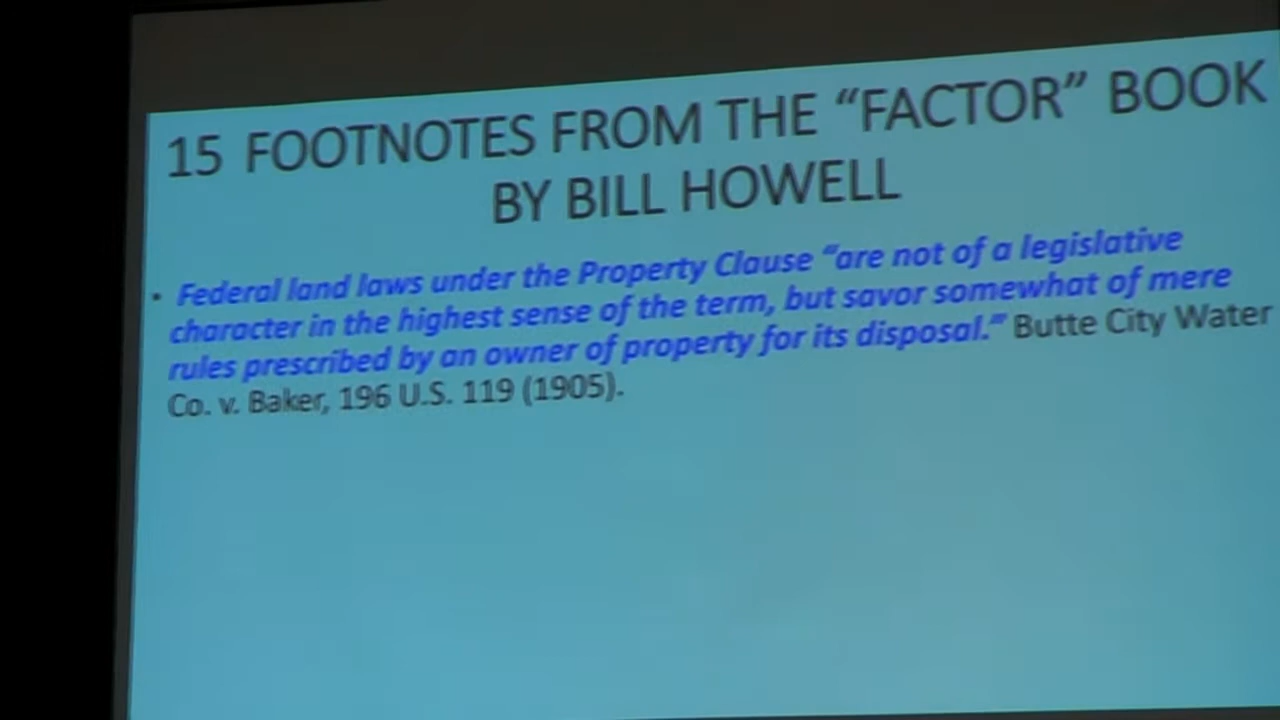 15 FOOTNOTES FROM THE “FACTOR” BOOK
BY BILL HOWELL
• Federal land laws under the Property Clause “are not of a legislative
character in the highest sense of the term, but savor somewhat of mere
rules prescribed by an owner of property for its disposal.” Butte City Water
Co. v. Baker, 196 U.S. 119 (1905).